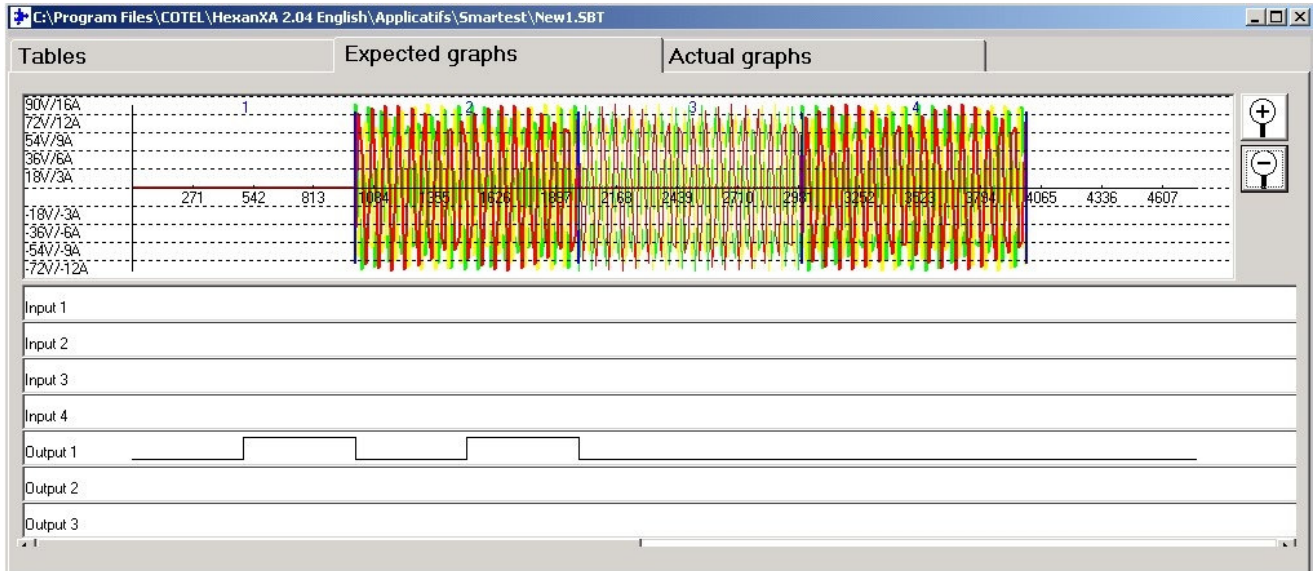 C:\Program Files\COTEL\HexanXA 2.04 English\Applicatifs\Smartest\New1.SBT
Tables Expected graphs Actual graphs
90V//16A
72V/12A
54V/9A
36V/6A
18V/3A
-18V/-3A
-36V/-6A
-54V/-9A
-72V/-12A
1 2 3 4
271 542 813 1084 1355 1626 1897 2168 2439 2710 2981 3252 3523 3794 4065 4336 4607
Input 1
Input 2
Input 3
Input 4
Output 1
Output 2
Output 3